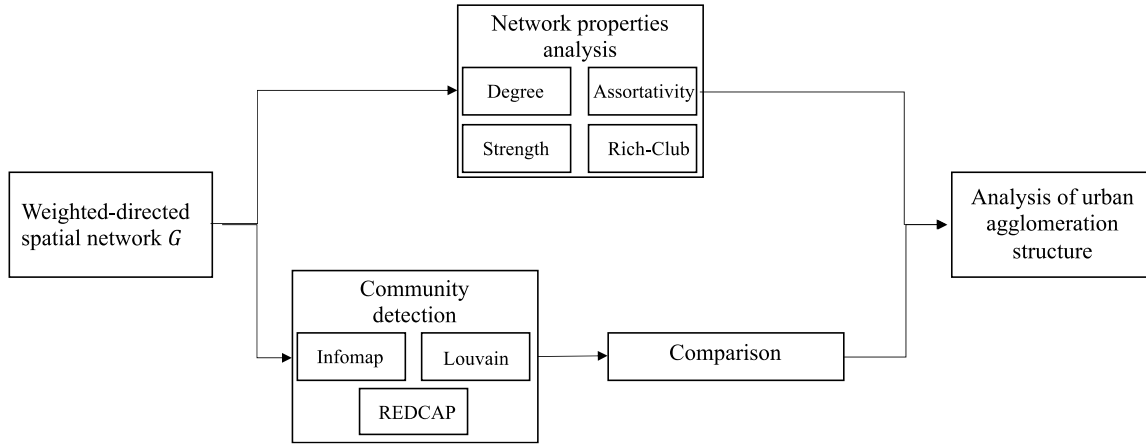 Network properties
analysis
Degree
Assortativity
Strength
Rich-Club
Weighted-directed
spatial network G
Analysis of urban
agglomeration
structure
Community
detection
Infomap
Louvain
REDCAP
Comparison